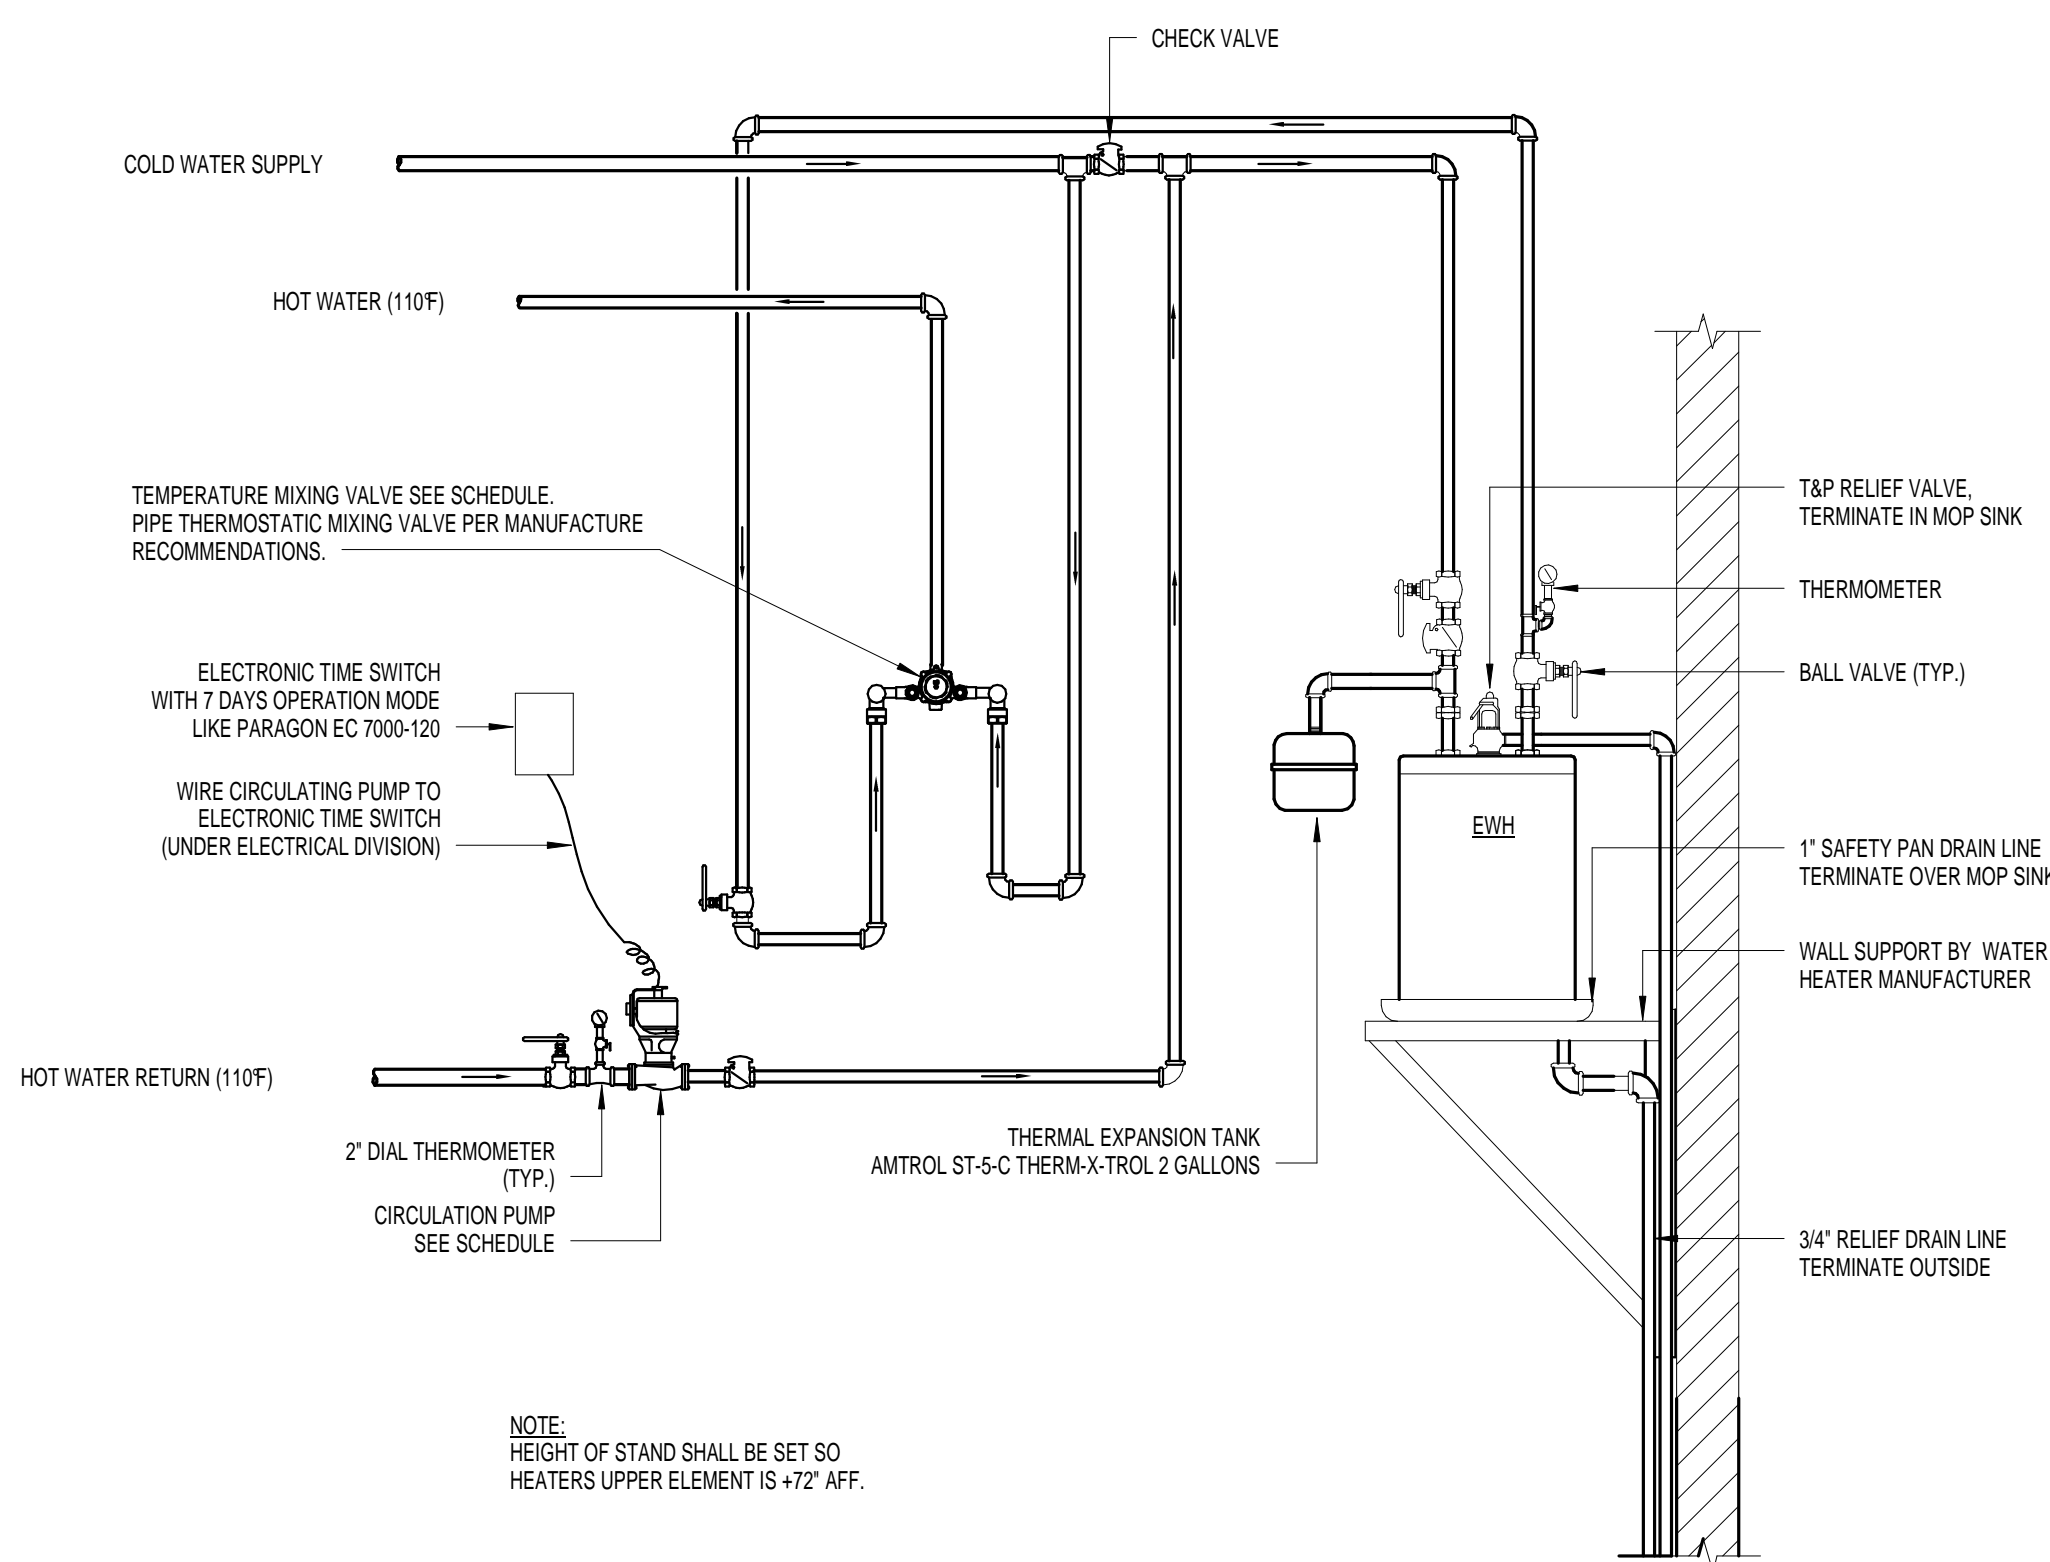 CHECK VALVE
COLD WATER SUPPLY
HOT WATER (110°F)
TEMPERATURE MIXING VALVE SEE SCHEDULE.
PIPE THERMOSTATIC MIXING VALVE PER MANUFACTURE
RECOMMENDATIONS.
T&P RELIEF VALVE,
TERMINATE IN MOP SINK
THERMOMETER
BALL VALVE (TYP.)
ELECTRONIC TIME SWITCH
WITH 7 DAYS OPERATION MODE
LIKE PARAGON EC 7000-120
WIRE CIRCULATING PUMP TO
ELECTRONIC TIME SWITCH
(UNDER ELECTRICAL DIVISION)
EWH
1" SAFETY PAN DRAIN LINE
TERMINATE OVER MOP SINK
WALL SUPPORT BY WATER
HEATER MANUFACTURER
HOT WATER RETURN (110°F)
2" DIAL THERMOMETER
(TYP.)
CIRCULATION PUMP
SEE SCHEDULE
THERMAL EXPANSION TANK
AMTROL ST-5-C THERM-X-TROL 2 GALLONS
3/4" RELIEF DRAIN LINE
TERMINATE OUTSIDE
NOTE:
HEIGHT OF STAND SHALL BE SET SO
HEATERS UPPER ELEMENT IS +72" AFF.